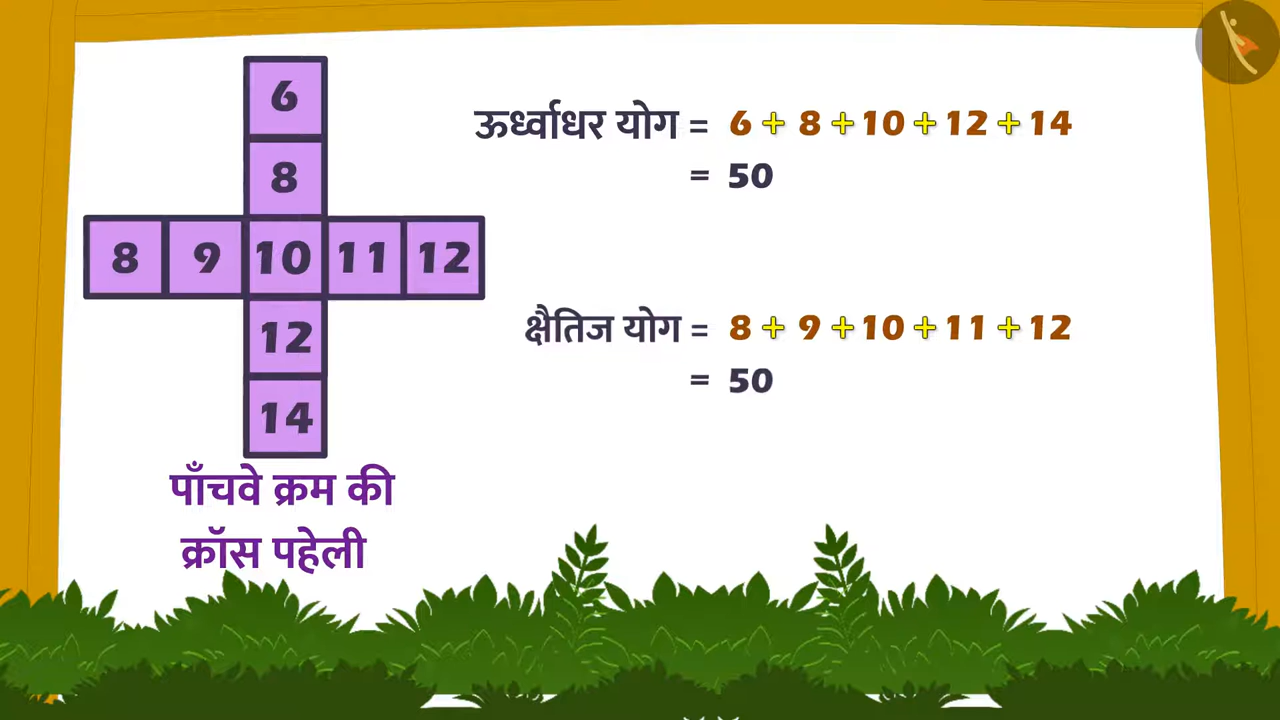 6
8
8 9 10 11 12
12
14
पाँचवे क्रम की
क्रॉस पहेली
ऊर्ध्वाधर योग = 6 + 8 + 10 + 12 + 14
= 50
क्षैतिज योग = 8 + 9 + 10 + 11 + 12
= 50